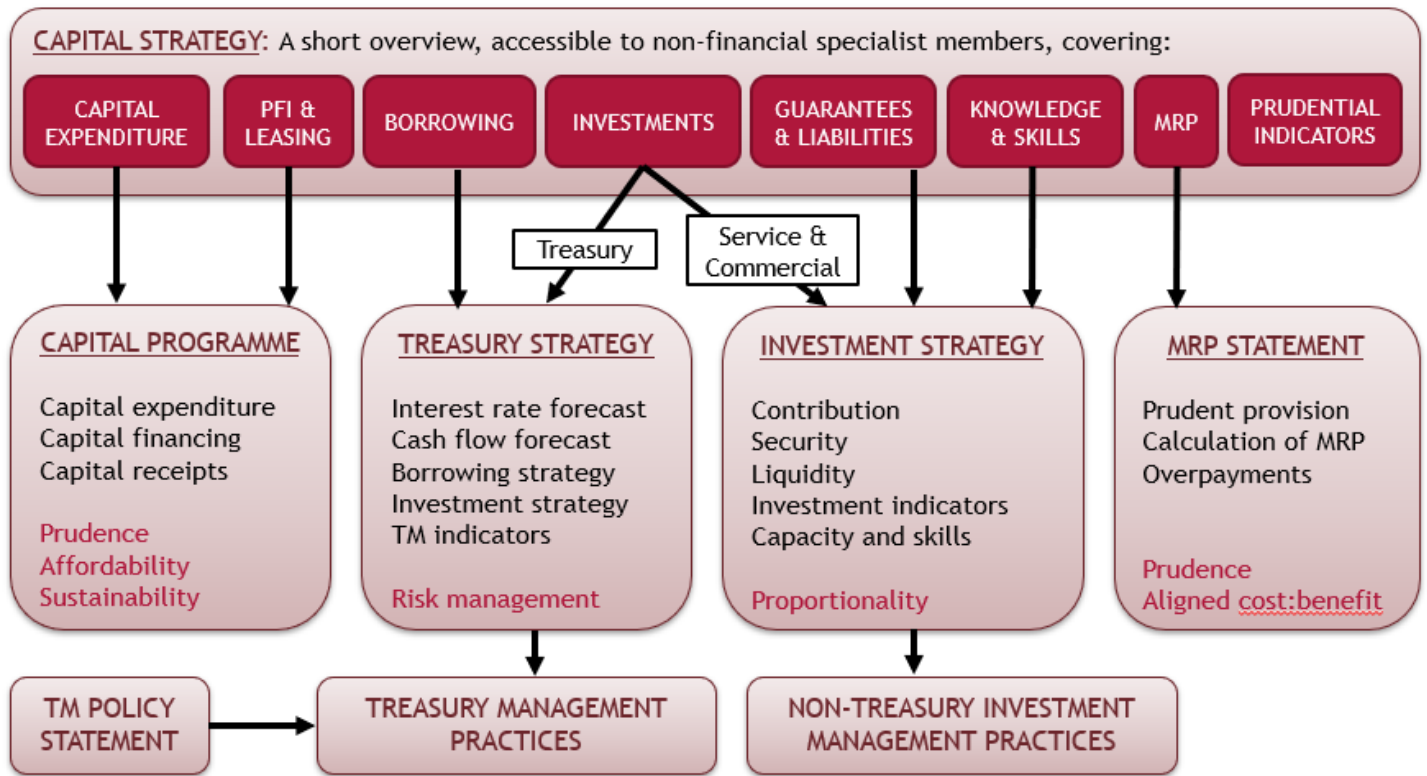 CAPITAL STRATEGY: A short overview, accessible to non-financial specialist members, covering:
CAPITAL
EXPENDITURE
PFI &
LEASING
BORROWING
INVESTMENTS
GUARANTEES
& LIABILITIES
KNOWLEDGE
& SKILLS
MRP
PRUDENTIAL
INDICATORS
Treasury
Service &
Commercial
CAPITAL PROGRAMME
Capital expenditure
Capital financing
Capital receipts
Prudence
Affordability
Sustainability
TREASURY STRATEGY
Interest rate forecast
Cash flow forecast
Borrowing strategy
Investment strategy
TM indicators
Risk management
INVESTMENT STRATEGY
Contribution
Security
Liquidity
Investment indicators
Capacity and skills
Proportionality
MRP STATEMENT
Prudent provision
Calculation of MRP
Overpayments
Prudence
Aligned cost:benefit
TM POLICY
STATEMENT
TREASURY MANAGEMENT
PRACTICES
NON-TREASURY INVESTMENT
MANAGEMENT PRACTICES